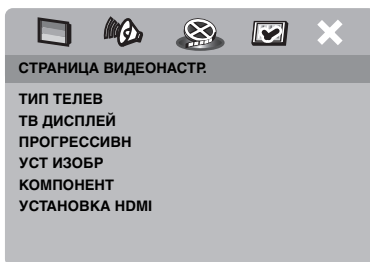 СТРАНИЦА ВИДЕОНАСТР.
ТИП ТЕЛЕВ
ТВ ДИСПЛЕЙ
ПРОГРЕССИВН
УСТ ИЗОБР
КОМПОНЕНТ
УСТАНОВКА HDMI